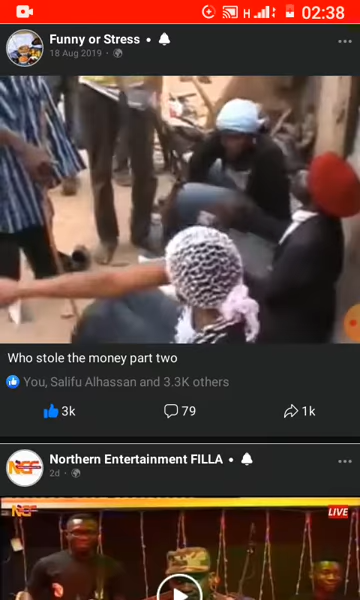 H 02:38
Funny or Stress •
18 Aug 2019 •
Who stole the money part two
You, Salifu Alhassan and 3.3K others
3k 79 1k
Northern Entertainment FILLA •
2d •
NEF LIVE